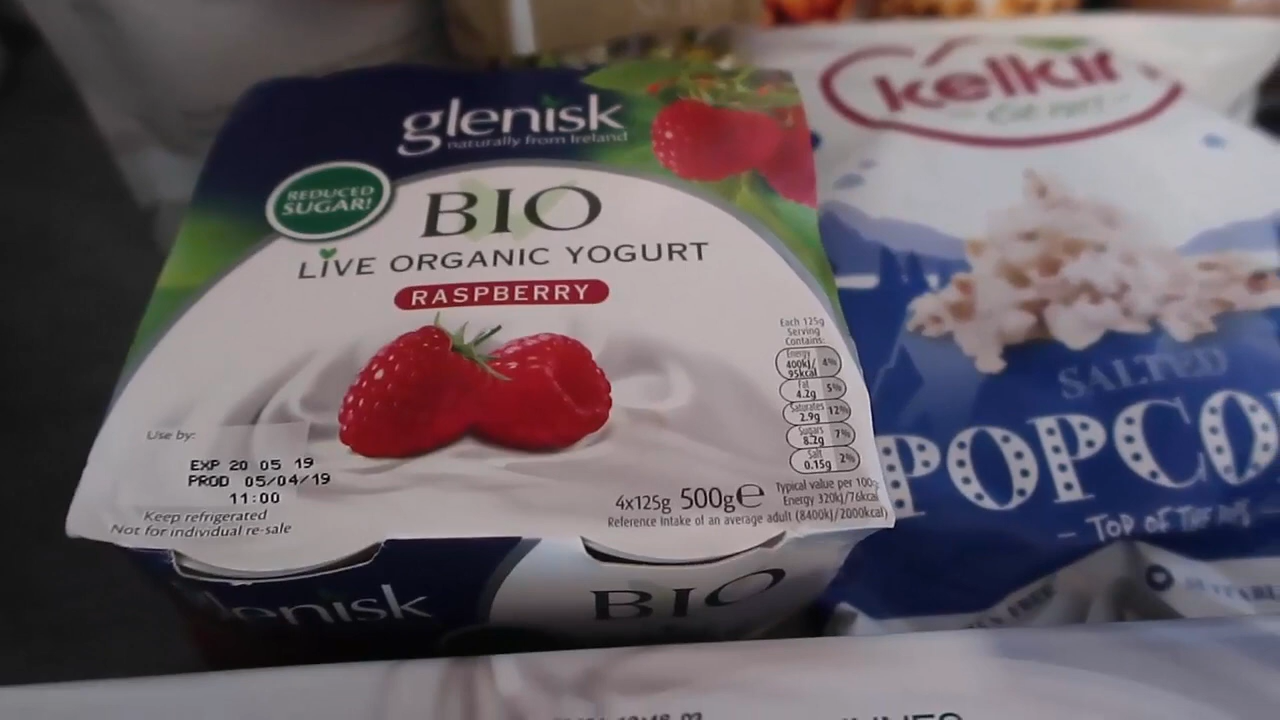 glenisk
naturally from Ireland
REDUCED
SUGAR!
BIO
LIVE ORGANIC YOGURT
RASPBERRY
Each 125g
Serving
Contains:
Energy
400kJ/
95kcal
4%
Fat
4.2g
5%
Saturates
2.9g
12%
Sugars
8.2g
7%
Salt
0.15g
2%
Typical value per 100g
Energy 320kJ/76kcal
4x125g 500g℮
Reference Intake of an average adult (8400kJ/2000kcal)
Use by:
EXP 20 05 19
PROD 05/04/19
11:00
Keep refrigerated
Not for individual re-sale
glenisk
BIO
kelkin
SALTED
POPCO
- TOP OF THE